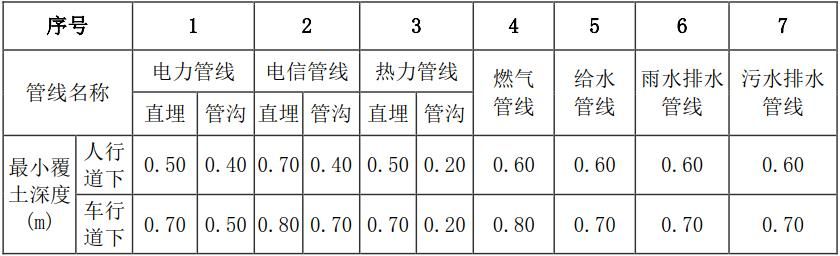 序号 1 2 3 4 5 6 7
管线名称 电力管线 电信管线 热力管线 燃气管线 给水管线 雨水排水管线 污水排水管线
直埋 管沟 直埋 管沟 直埋 管沟
最小覆土深度(m) 人行道下 0.50 0.40 0.70 0.40 0.50 0.20 0.60 0.60 0.60 0.60
车行道下 0.70 0.50 0.80 0.70 0.70 0.20 0.80 0.70 0.70 0.70